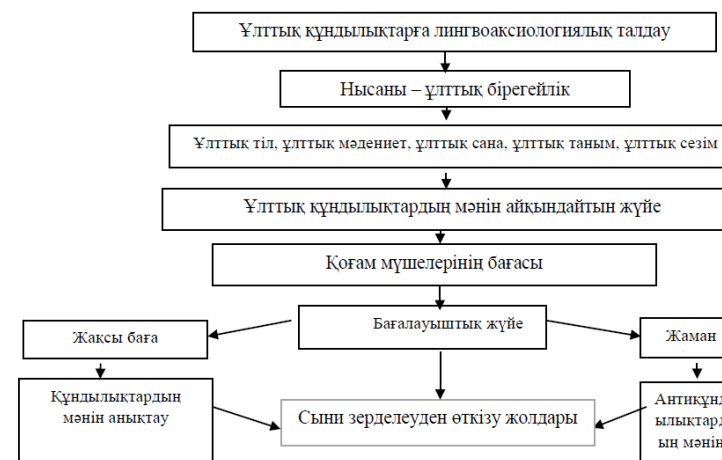 Ұлттық құндылықтарға лингвоаксиологиялық талдау
Нысаны – ұлттық бірегейлік
Ұлттық тіл, ұлттық мәдениет, ұлттық сана, ұлттық таным, ұлттық сезім
Ұлттық құндылықтардың мәнін айқындайтын жүйе
Қоғам мүшелерінің бағасы
Бағалауыштық жүйе
Жақсы баға
Жаман
Құндылықтардың
мәнін анықтау
Сыни зерделеуден өткізу жолдары
Антиқұнд
ылықтард
ың мәнін